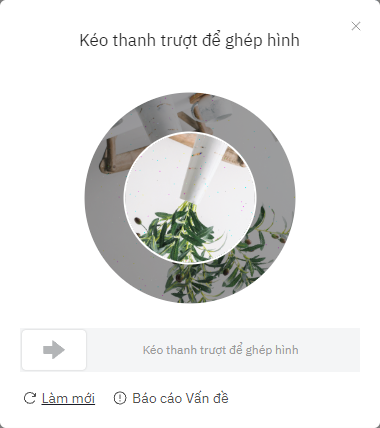 Kéo thanh trượt để ghép hình
Kéo thanh trượt để ghép hình
Làm mới
Báo cáo Vấn đề